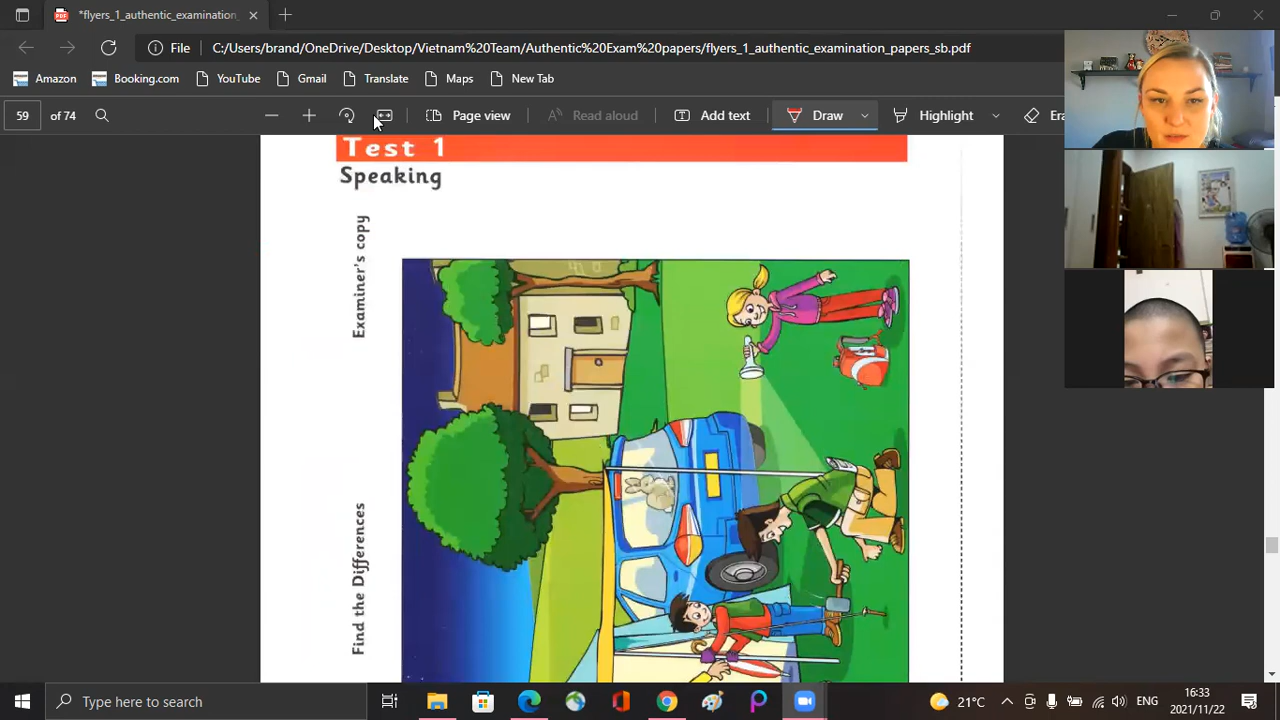 *flyers_1_authentic_examination_
File
C:/Users/brand/OneDrive/Desktop/Vietnam%20Team/Authentic%20Exam%20papers/flyers_1_authentic_examination_papers_sb.pdf
Amazon
Booking.com
YouTube
Gmail
Translate
Maps
New Tab
59 of 74
Page view
Read aloud
Add text
Draw
Highlight
Era
Test 1
Speaking
Examiner's copy
Find the Differences
Type here to search
21°C
ENG
16:33
2021/11/22